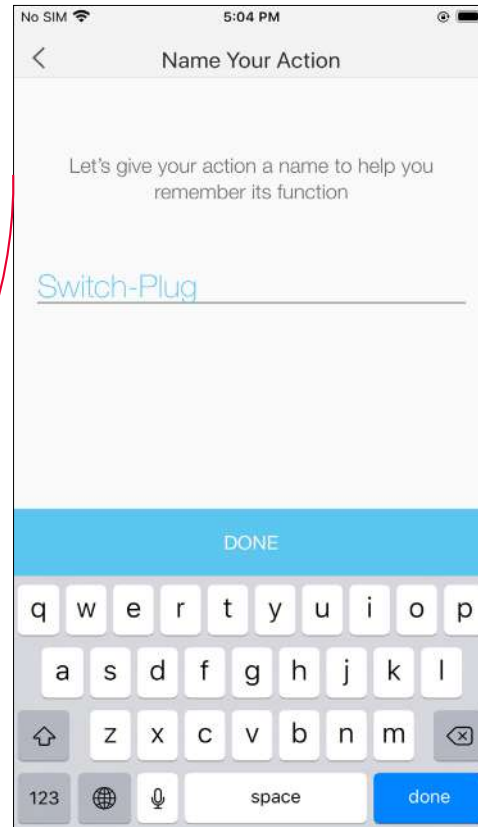 No SIM 5:04 PM
Name Your Action
Let's give your action a name to help you
remember its function
Switch-Plug
DONE
q w e r t y u i o p
a s d f g h j k l
z x c v b n m
123 space done